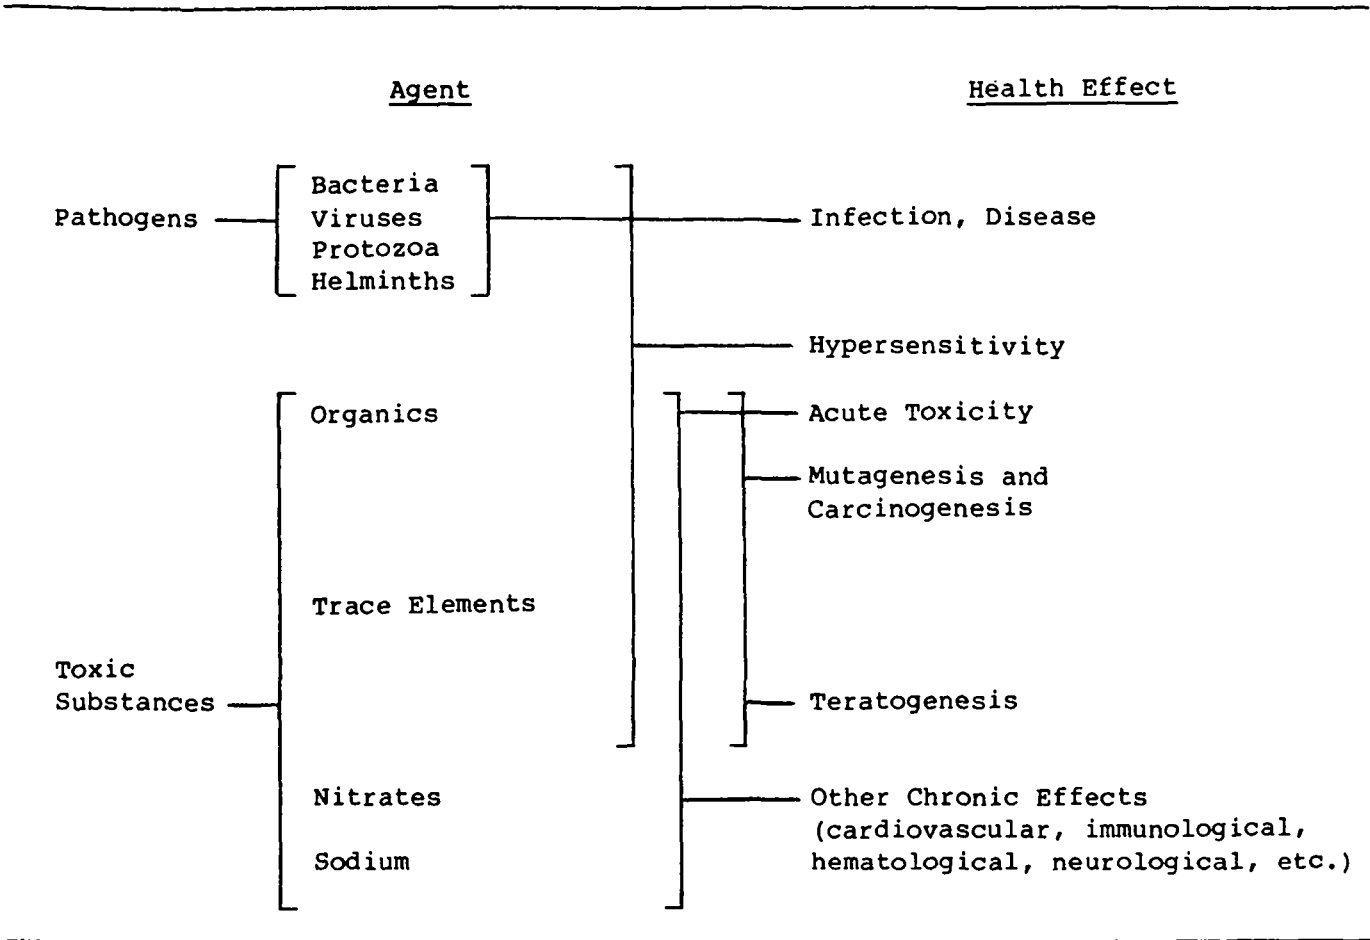 Agent
Health Effect
Pathogens
Bacteria
Viruses
Protozoa
Helminths
Infection, Disease
Hypersensitivity
Organics
Acute Toxicity
Mutagenesis and
Carcinogenesis
Trace Elements
Toxic
Substances
Teratogenesis
Nitrates
Sodium
Other Chronic Effects
(cardiovascular, immunological,
hematological, neurological, etc.)